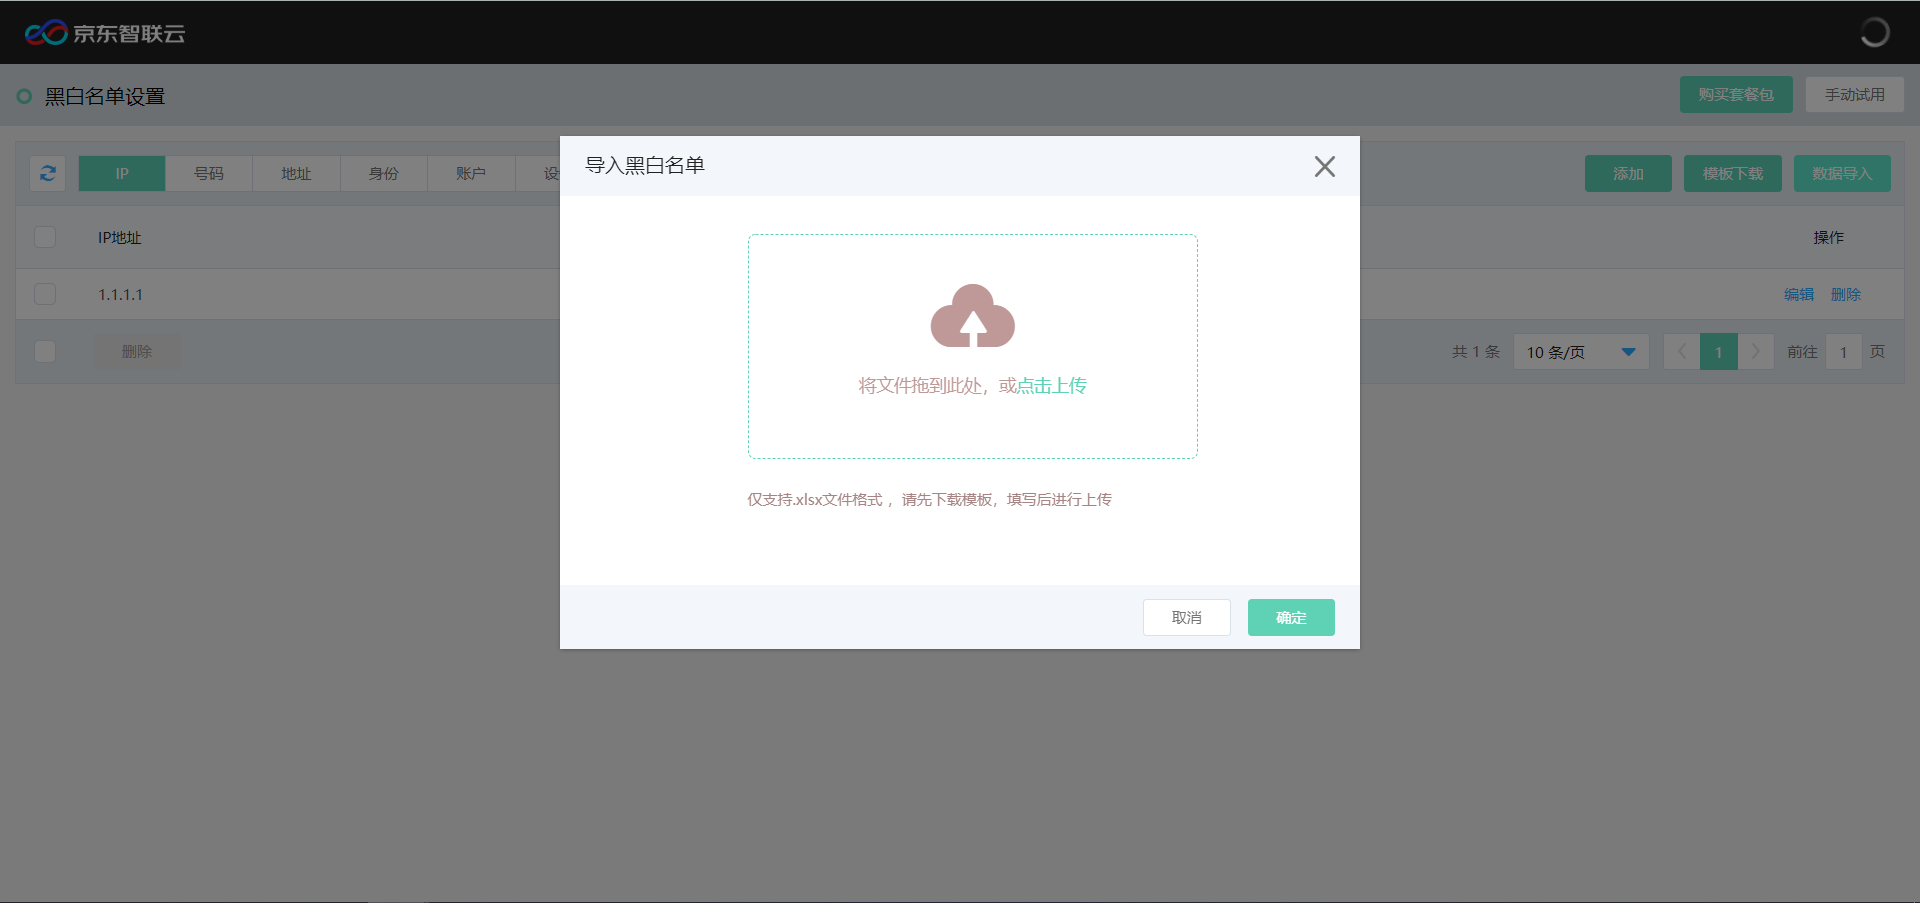 京东智联云
黑白名单设置
购买套餐包
手动试用
IP
号码
地址
身份
账户
添加
模板下载
数据导入
IP地址
操作
1.1.1.1
编辑 删除
删除
共 1 条
10 条/页
1
前往 1 页
导入黑白名单
将文件拖到此处，或点击上传
仅支持.xlsx文件格式 ，请先下载模板，填写后进行上传
取消
确定